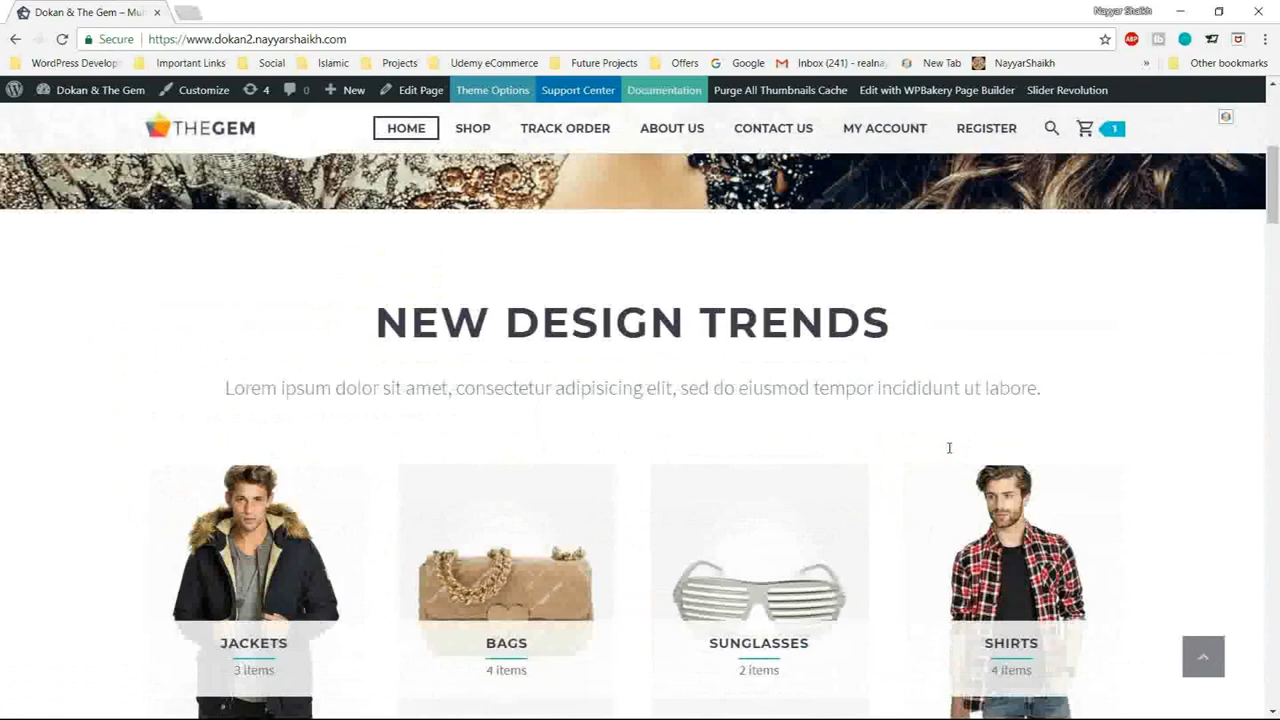 Dokan & The Gem – Mul
Nayyar Shaikh
Secure https://www.dokan2.nayyarshaikh.com
WordPress Develop Important Links Social Islamic Projects Udemy eCommerce Future Projects Offers Google Inbox (241) - realna New Tab NayyarShaikh » Other bookmarks
Dokan & The Gem Customize 4 0 New Edit Page Theme Options Support Center Documentation Purge All Thumbnails Cache Edit with WPBakery Page Builder Slider Revolution
THEGEM HOME SHOP TRACK ORDER ABOUT US CONTACT US MY ACCOUNT REGISTER 1
NEW DESIGN TRENDS
Lorem ipsum dolor sit amet, consectetur adipisicing elit, sed do eiusmod tempor incididunt ut labore.
JACKETS BAGS SUNGLASSES SHIRTS
3 items 4 items 2 items 4 items